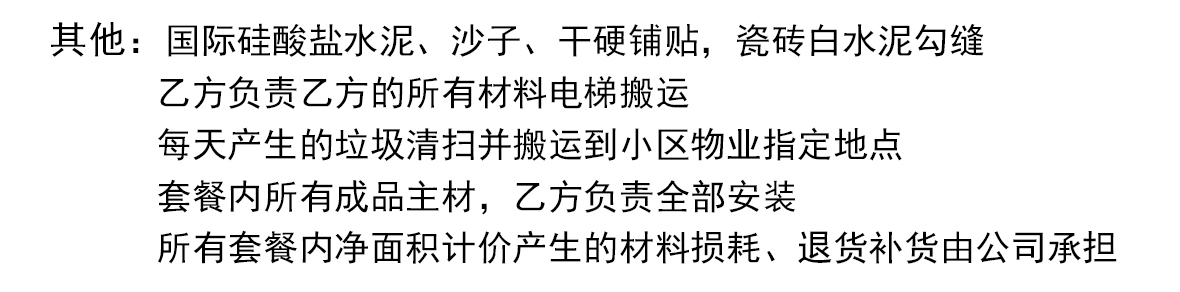 其他：国际硅酸盐水泥、沙子、干硬铺贴，瓷砖白水泥勾缝
乙方负责乙方的所有材料电梯搬运
每天产生的垃圾清扫并搬运到小区物业指定地点
套餐内所有成品主材，乙方负责全部安装
所有套餐内净面积计价产生的材料损耗、退货补货由公司承担